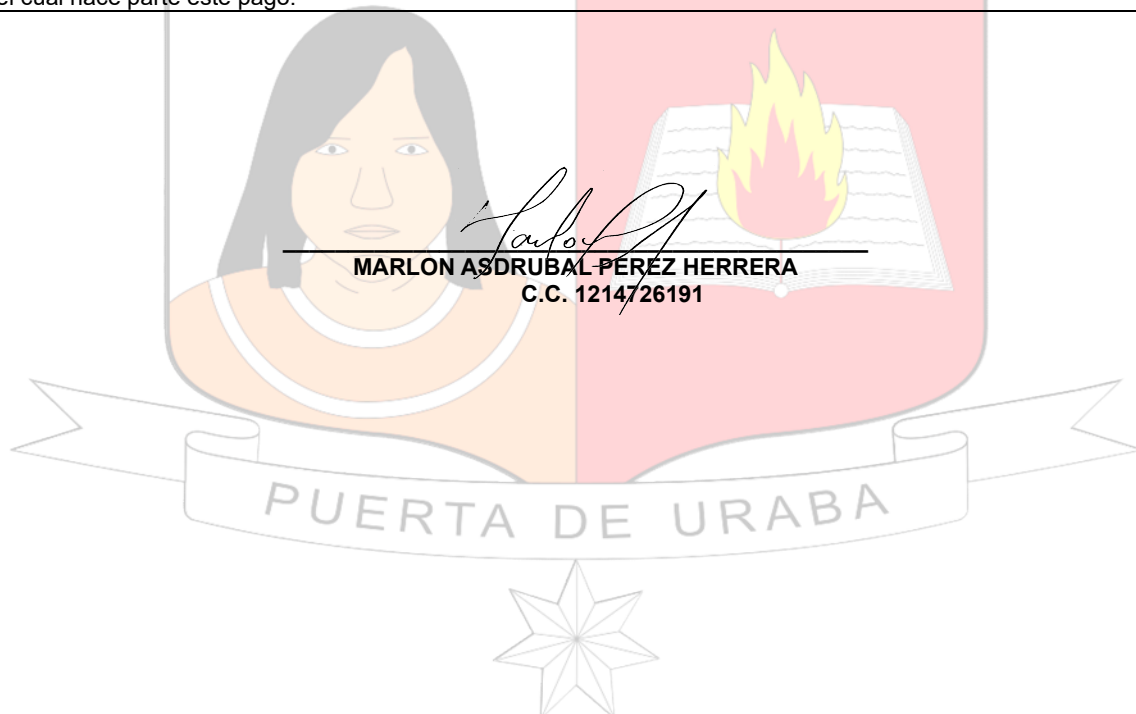 el cual hace parte este pago.
MARLON ASDRUBAL PEREZ HERRERA
C.C. 1214726191
PUERTA DE URABA